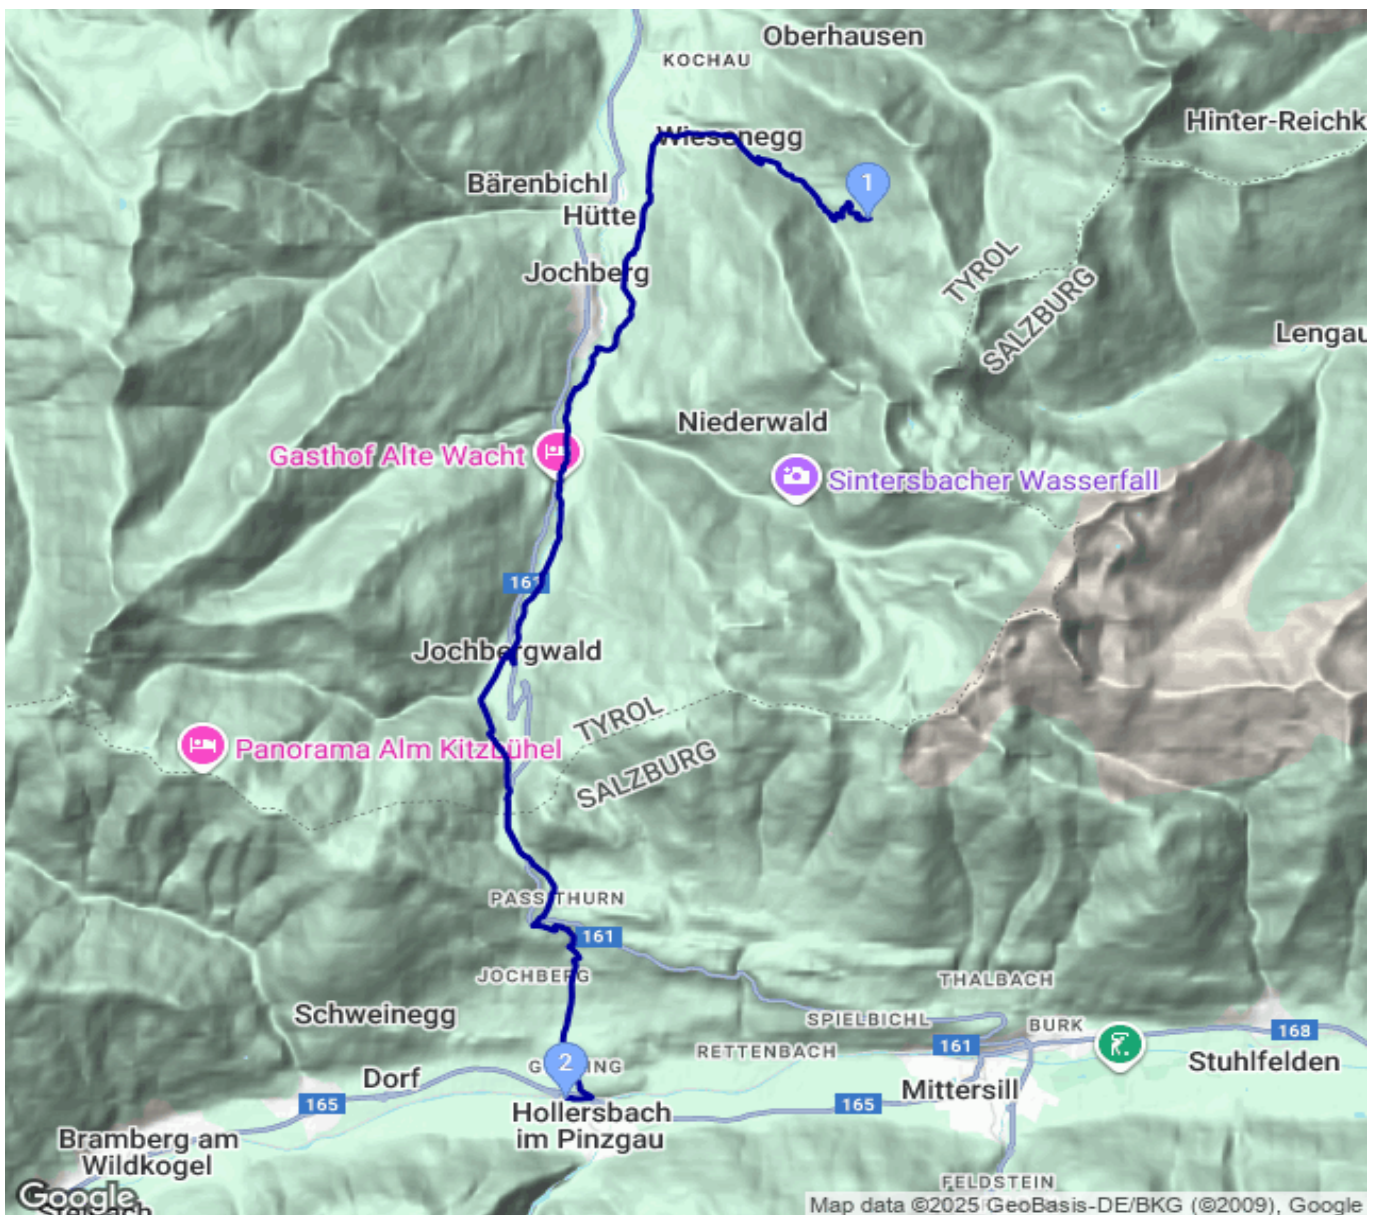 Oberhausen
KOCHAU
Hinter-Reichk
Wiesenegg
1
Bärenbichl
Hütte
Jochberg
TYROL
SALZBURG
Lengau
Niederwald
Gasthof Alte Wacht
Sintersbacher Wasserfall
161
Jochbergwald
TYROL
Panorama Alm Kitzbühel
SALZBURG
PASS THURN
161
JOCHBERG
THALBACH
Schweinegg
SPIELBICHL
BURK
168
161
RETTENBACH
2
Stuhlfelden
Dorf
Mittersill
165
165
Hollersbach
im Pinzgau
Bramberg am
Wildkogel
FELDSTEIN
Google
Map data ©2025 GeoBasis-DE/BKG (©2009), Google